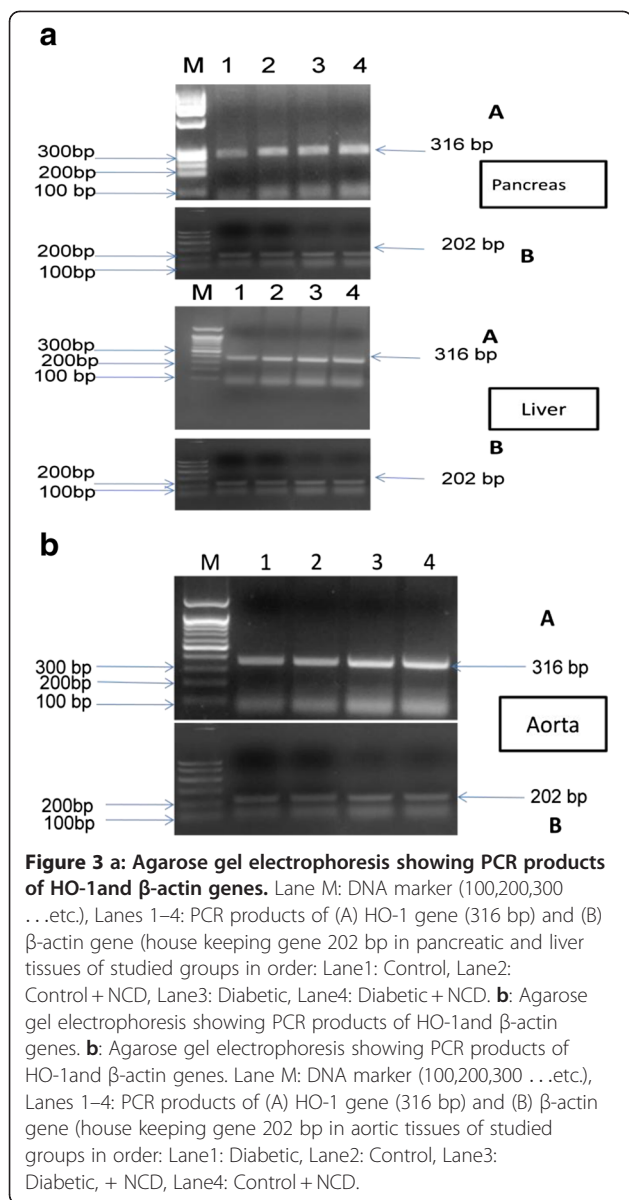 a
M 1 2 3 4
A
300bp
316 bp
200bp
100 bp
Pancreas
202 bp
200bp
B
100bp
M 1 2 3 4
A
300bp
316 bp
200bp
100 bp
Liver
B
200bp
202 bp
100bp
b
M 1 2 3 4
A
300 bp
316 bp
200bp
100 bp
Aorta
202 bp
200bp
100bp
B
Figure 3 a: Agarose gel electrophoresis showing PCR products
of HO-1and β-actin genes. Lane M: DNA marker (100,200,300
...etc.), Lanes 1–4: PCR products of (A) HO-1 gene (316 bp) and (B)
β-actin gene (house keeping gene 202 bp in pancreatic and liver
tissues of studied groups in order: Lane1: Control, Lane2:
Control + NCD, Lane3: Diabetic, Lane4: Diabetic + NCD. b: Agarose
gel electrophoresis showing PCR products of HO-1and β-actin
genes. b: Agarose gel electrophoresis showing PCR products of
HO-1and β-actin genes. Lane M: DNA marker (100,200,300 ...etc.),
Lanes 1–4: PCR products of (A) HO-1 gene (316 bp) and (B) β-actin
gene (house keeping gene 202 bp in aortic tissues of studied
groups in order: Lane1: Diabetic, Lane2: Control, Lane3:
Diabetic, + NCD, Lane4: Control + NCD.